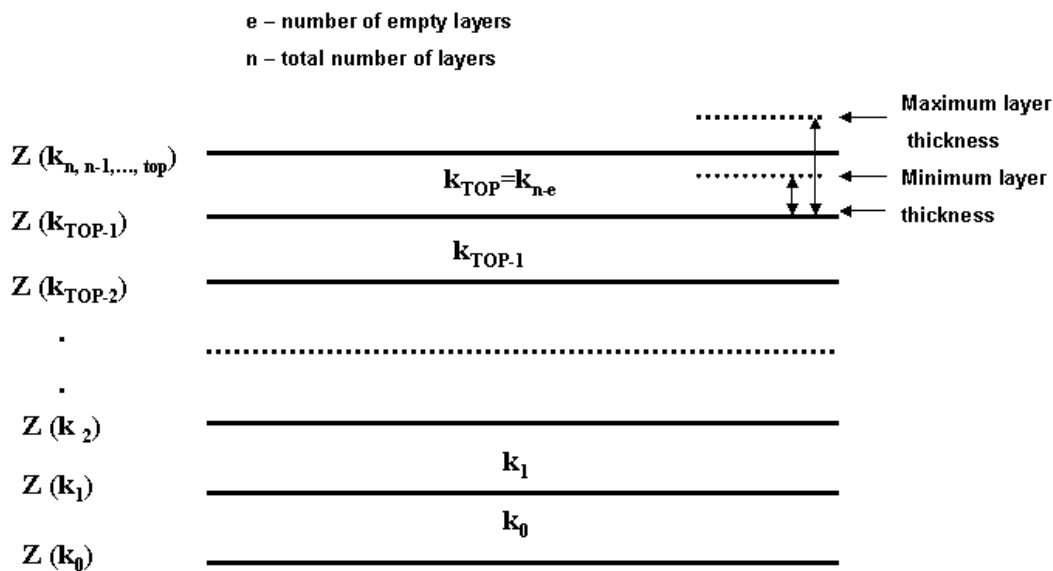 e – number of empty layers
n – total number of layers
Maximum layer
thickness
Z (kn, n-1,..., top)
kTOP=kn-e
Minimum layer
thickness
Z (kTOP-1)
kTOP-1
Z (kTOP-2)
.
.
Z (k 2)
k1
Z (k1)
k0
Z (k0)